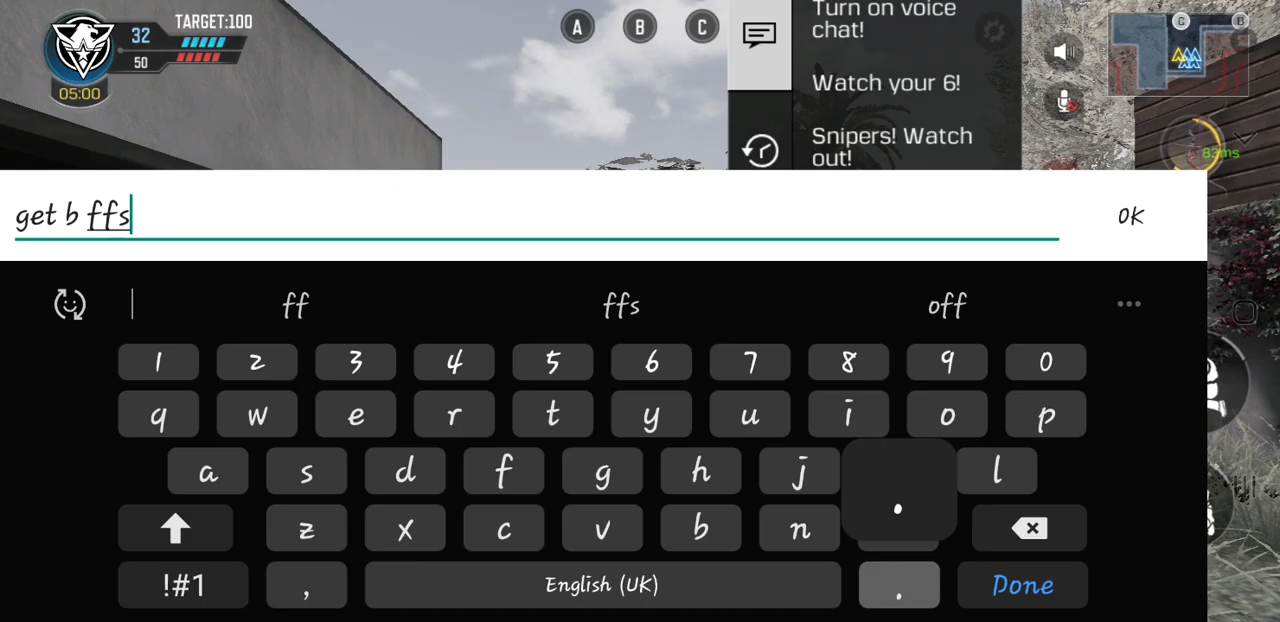 TARGET:100
32
50
05:00
A B C
Turn on voice
chat!
Watch your 6!
Snipers! Watch
out!
C B
83ms
get b ffs
OK
ff ffs off
1 2 3 4 5 6 7 8 9 0
q w e r t y u i o p
a s d f g h j l
z x c v b n
.
!#1 , English (UK) . Done